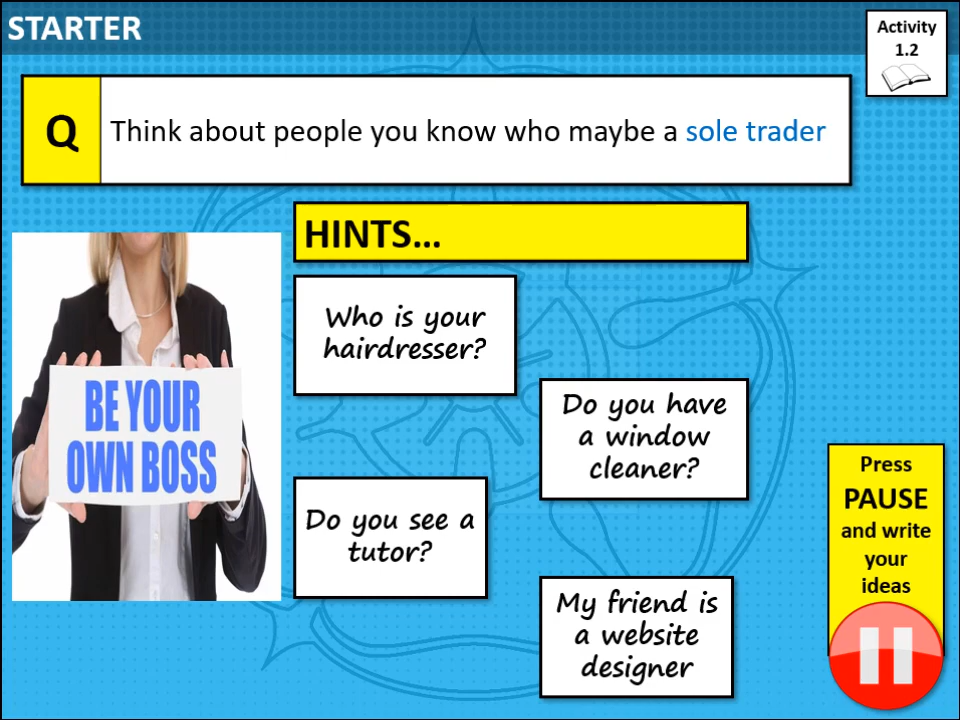 STARTER
Activity
1.2
Q
Think about people you know who maybe a sole trader
HINTS...
Who is your
hairdresser?
BE YOUR
OWN BOSS
Do you have
a window
cleaner?
Do you see a
tutor?
My friend is
a website
designer
Press
PAUSE
and write
your
ideas